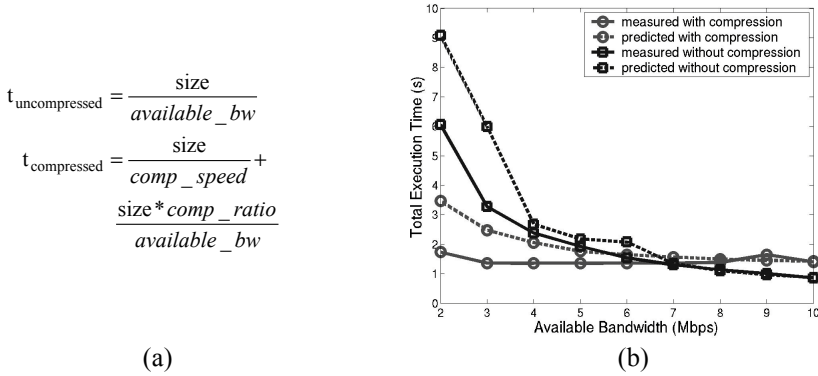 t_uncompressed = size / available_bw
t_compressed = size / comp_speed +
size*comp_ratio / available_bw
(a)
measured with compression
predicted with compression
measured without compression
predicted without compression
Total Execution Time (s)
10
9
8
7
6
5
4
3
2
1
0
2 3 4 5 6 7 8 9 10
Available Bandwidth (Mbps)
(b)